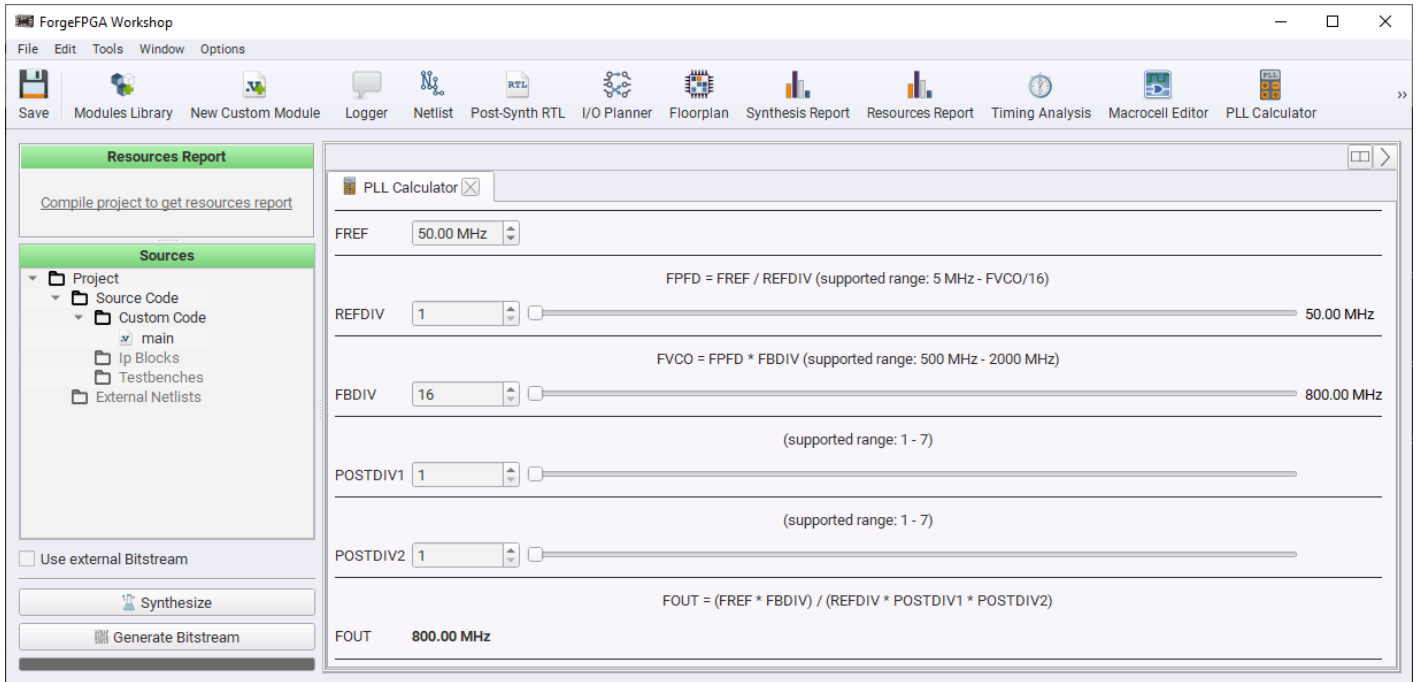 ForgeFPGA Workshop
File Edit Tools Window Options
Save Modules Library New Custom Module Logger Netlist Post-Synth RTL I/O Planner Floorplan Synthesis Report Resources Report Timing Analysis Macrocell Editor PLL Calculator »
Resources Report
Compile project to get resources report
Sources
Project
Source Code
Custom Code
main
Ip Blocks
Testbenches
External Netlists
Use external Bitstream
Synthesize
Generate Bitstream
PLL Calculator
FREF 50.00 MHz
FPFD = FREF / REFDIV (supported range: 5 MHz - FVCO/16)
REFDIV 1 50.00 MHz
FVCO = FPFD * FBDIV (supported range: 500 MHz - 2000 MHz)
FBDIV 16 800.00 MHz
(supported range: 1 - 7)
POSTDIV1 1
(supported range: 1 - 7)
POSTDIV2 1
FOUT = (FREF * FBDIV) / (REFDIV * POSTDIV1 * POSTDIV2)
FOUT 800.00 MHz